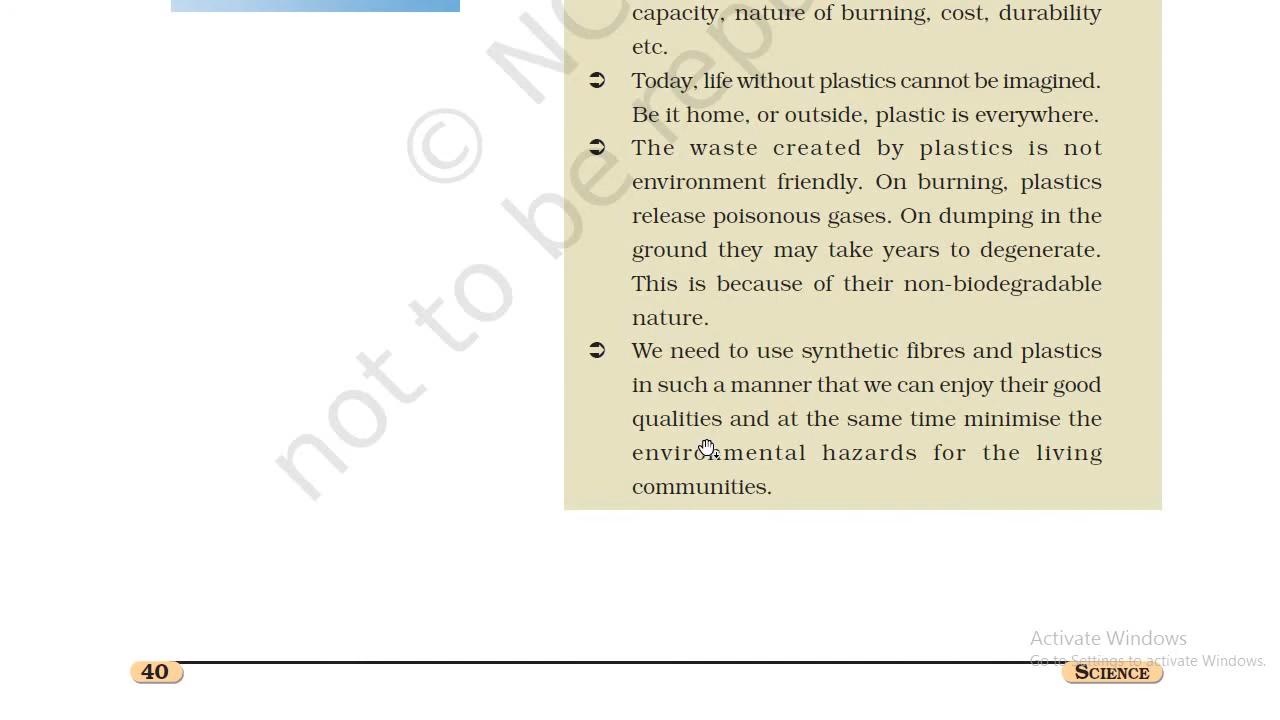 capacity, nature of burning, cost, durability
etc.
➲ Today, life without plastics cannot be imagined.
Be it home, or outside, plastic is everywhere.
➲ The waste created by plastics is not
environment friendly. On burning, plastics
release poisonous gases. On dumping in the
ground they may take years to degenerate.
This is because of their non-biodegradable
nature.
➲ We need to use synthetic fibres and plastics
in such a manner that we can enjoy their good
qualities and at the same time minimise the
environmental hazards for the living
communities.
© NC
not to be repu
Activate Windows
Go to Settings to activate Windows.
40
SCIENCE